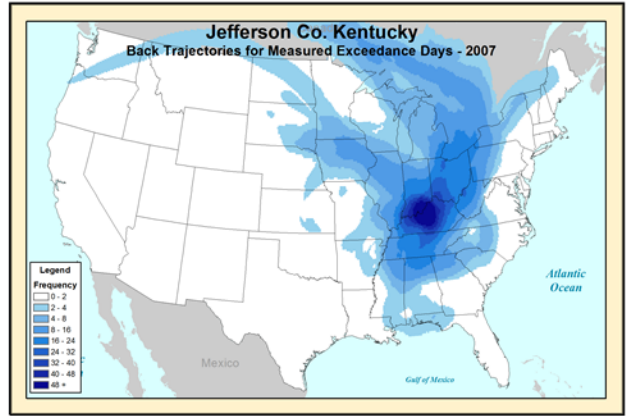 Jefferson Co. Kentucky
Back Trajectories for Measured Exceedance Days - 2007
Legend
Frequency
0 - 2
2 - 4
4 - 8
8 - 16
16 - 24
24 - 32
32 - 40
40 - 48
48 +
Mexico
Gulf of Mexico
Atlantic
Ocean